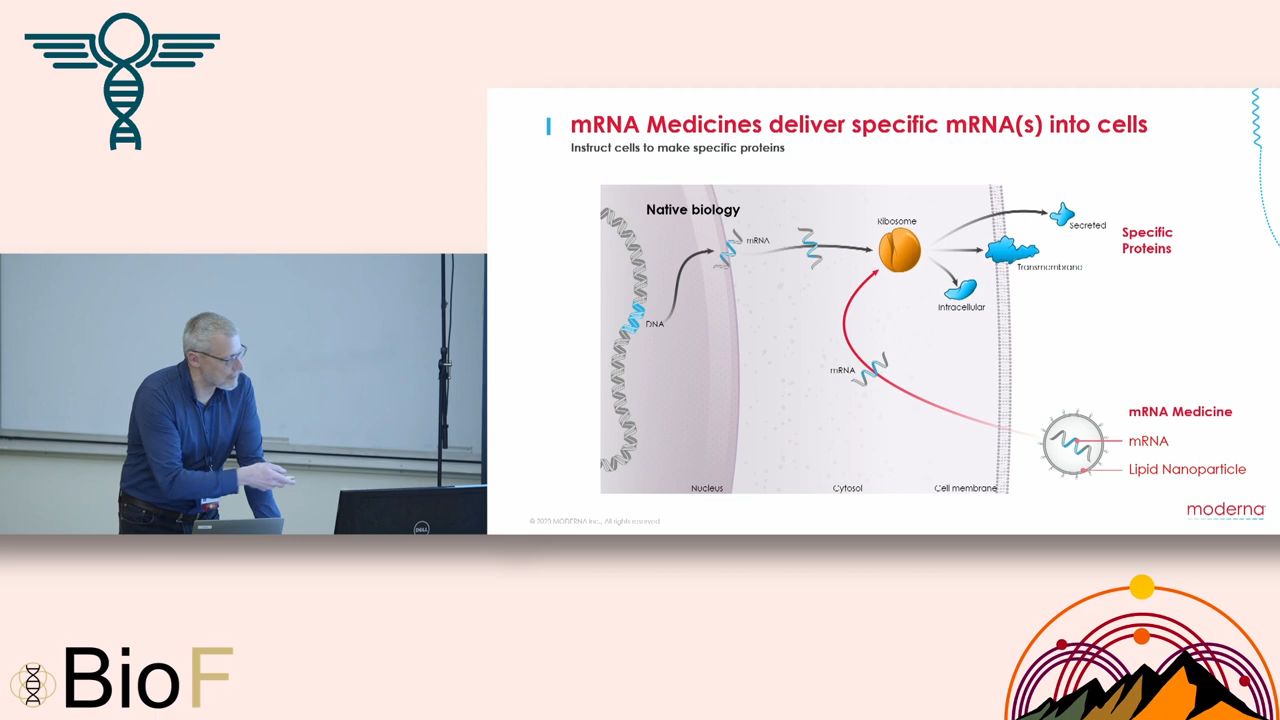 mRNA Medicines deliver specific mRNA(s) into cells
Instruct cells to make specific proteins
Native biology
mRNA
Ribosome
Secreted
Specific
Proteins
Transmembrane
Intracellular
DNA
mRNA
mRNA Medicine
mRNA
Lipid Nanoparticle
Nucleus
Cytosol
Cell membrane
moderna
© 2023 MODERNA Inc., All rights reserved
DELL
BioF